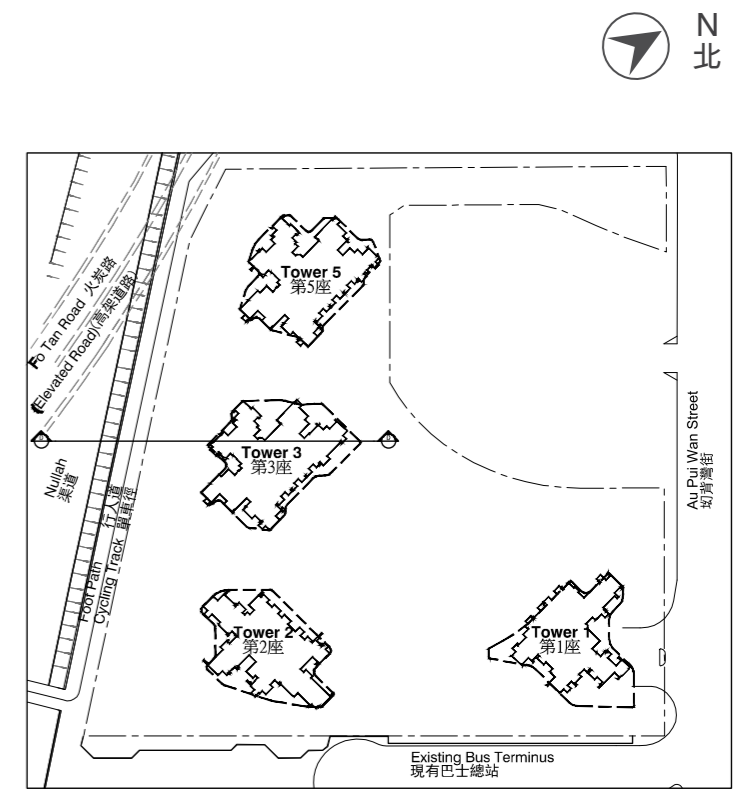 N
北
Fo Tan Road 火炭路
(Elevated Road)(高架道路)
Tower 5
第5座
Tower 3
第3座
Nullah
渠道
Foot Path 行人道
Cycling Track 單車徑
Au Pui Wan Street
坳背灣街
Tower 2
第2座
Tower 1
第1座
Existing Bus Terminus
現有巴士總站